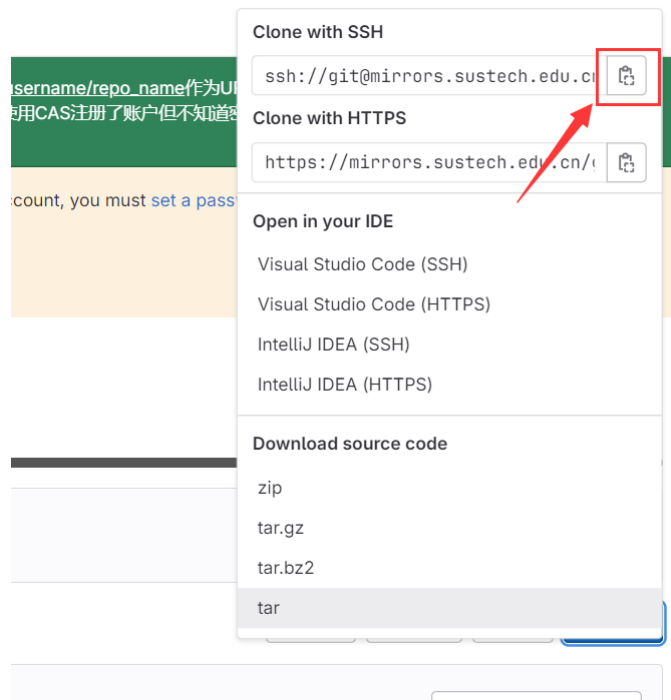 Clone with SSH
ssh://git@mirrors.sustech.edu.cn
username/repo_name作为
使用CAS注册了账户但不知道
Clone with HTTPS
https://mirrors.sustech.edu.cn/
count, you must set a pass
Open in your IDE
Visual Studio Code (SSH)
Visual Studio Code (HTTPS)
IntelliJ IDEA (SSH)
IntelliJ IDEA (HTTPS)
Download source code
zip
tar.gz
tar.bz2
tar